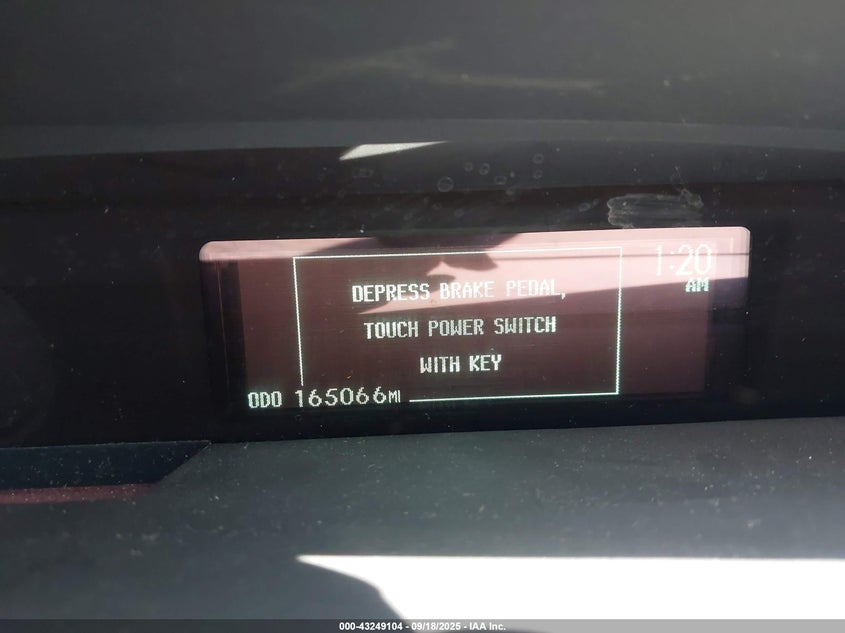 1:20
AM
DEPRESS BRAKE PEDAL,
TOUCH POWER SWITCH
WITH KEY
ODO 165066MI
000-43249104 - 09/18/2025 - IAA Inc.